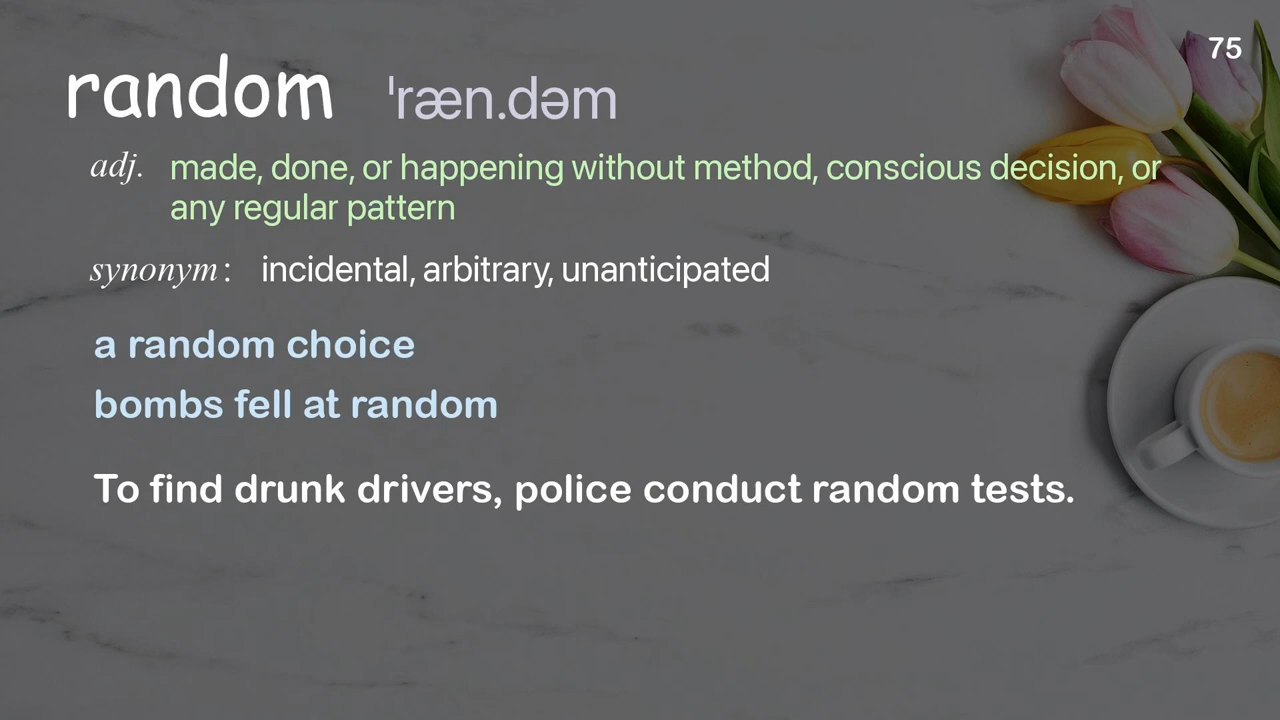 75
random ˈræn.dəm
adj. made, done, or happening without method, conscious decision, or
any regular pattern
synonym : incidental, arbitrary, unanticipated
a random choice
bombs fell at random
To find drunk drivers, police conduct random tests.